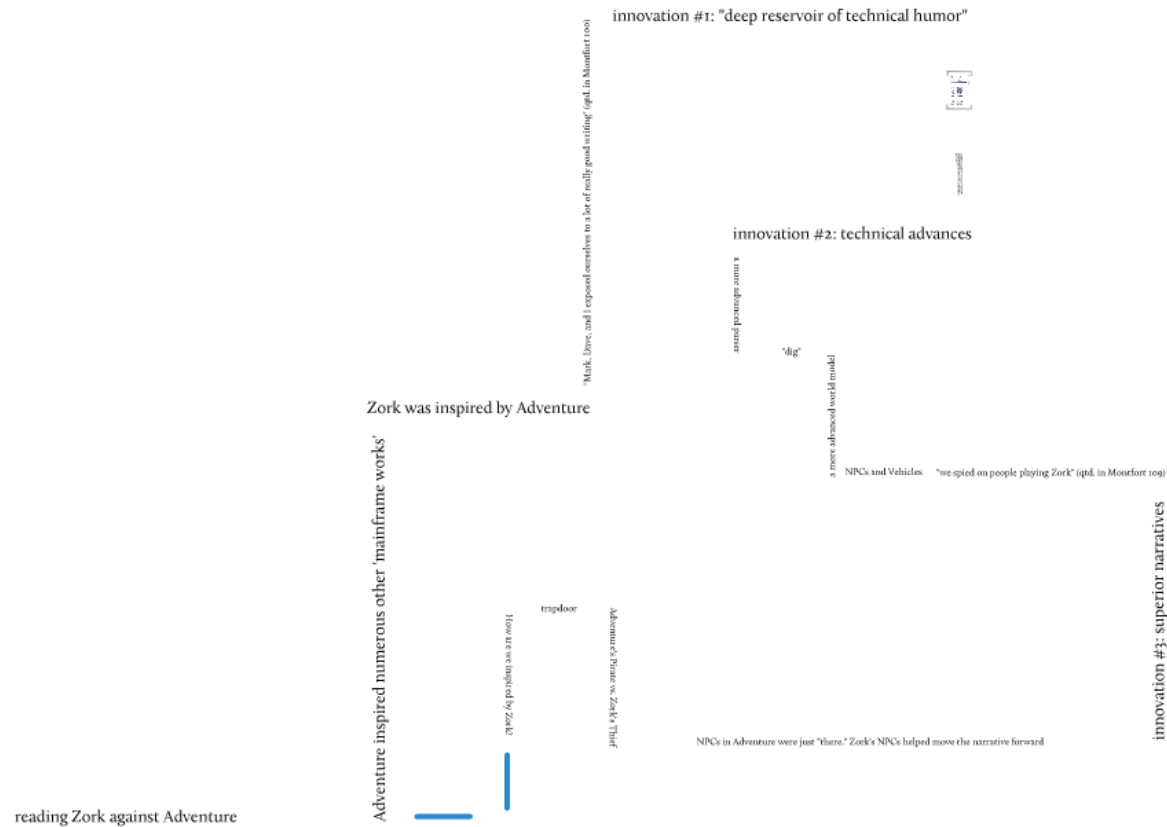 innovation #1: "deep reservoir of technical humor"
"Mark, Dave, and I exposed ourselves to a lot of really good writing" (qtd. in Montfort 100)
innovation #2: technical advances
a more advanced parser
"dig"
a more advanced world model
NPCs and Vehicles
"we spied on people playing Zork" (qtd. in Montfort 109)
Zork was inspired by Adventure
Adventure inspired numerous other 'mainframe works'
innovation #3: superior narratives
trapdoor
How are we inspired by Zork?
Adventure's Pirate vs. Zork's Thief
NPCs in Adventure were just "there." Zork's NPCs helped move the narrative forward
reading Zork against Adventure